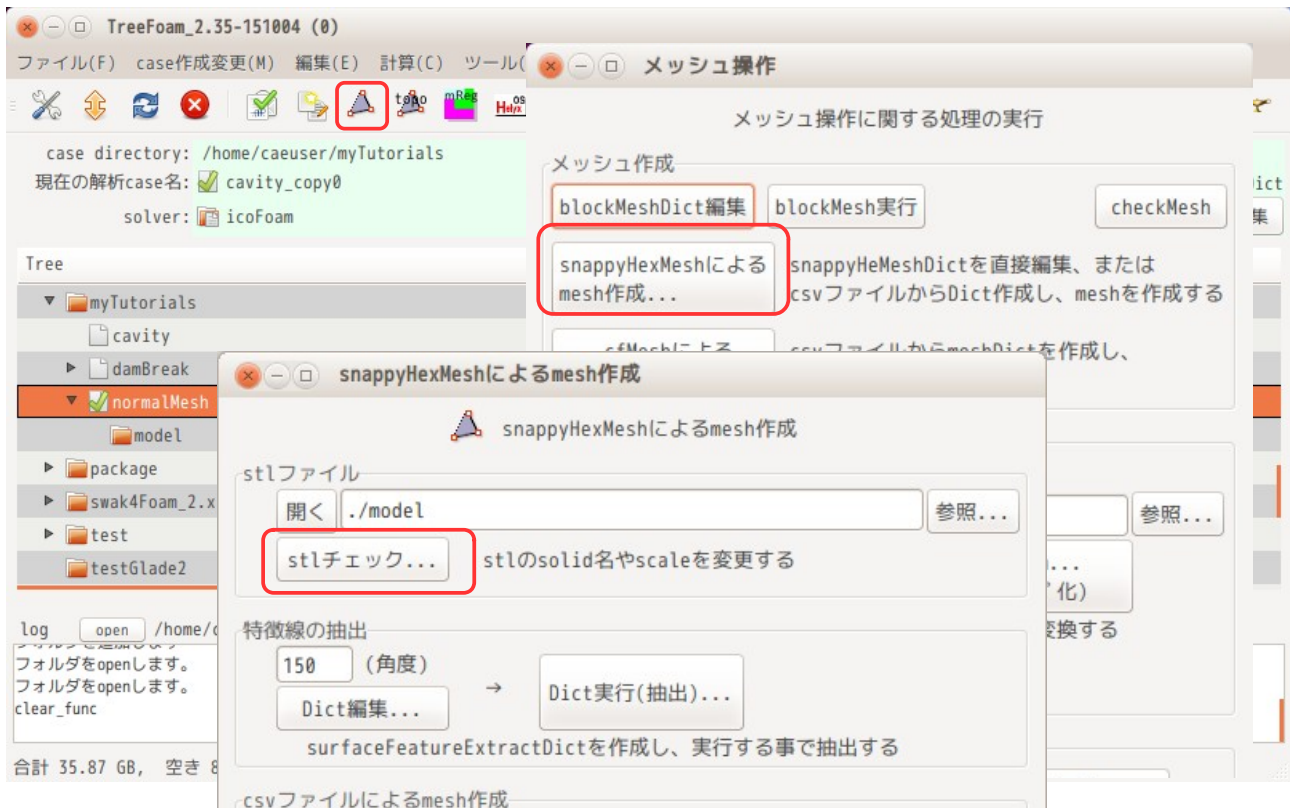 TreeFoam_2.35-151004 (0)
ファイル(F) case作成変更(M) 編集(E) 計算(C) ツール(
topo mReg Helyx OS
case directory: /home/caeuser/myTutorials
現在の解析case名: cavity_copy0
solver: icoFoam
Tree
myTutorials
cavity
damBreak
normalMesh
model
package
swak4Foam_2.x
test
testGlade2
log open /home/c
フォルダをopenします。
フォルダをopenします。
clear_func
合計 35.87 GB, 空き 8
メッシュ操作
メッシュ操作に関する処理の実行
メッシュ作成
blockMeshDict編集 blockMesh実行 checkMesh
snappyHexMeshによる
mesh作成...
snappyHeMeshDictを直接編集、または
csvファイルからDict作成し、meshを作成する
cfMeshによる
csvファイルからmeshDictを作成し、
参照...
化)
変換する
ict
集
snappyHexMeshによるmesh作成
snappyHexMeshによるmesh作成
stlファイル
開く ./model 参照...
stlチェック... stlのsolid名やscaleを変更する
特徴線の抽出
150 (角度)
Dict編集... → Dict実行(抽出)...
surfaceFeatureExtractDictを作成し、実行する事で抽出する
csvファイルによるmesh作成